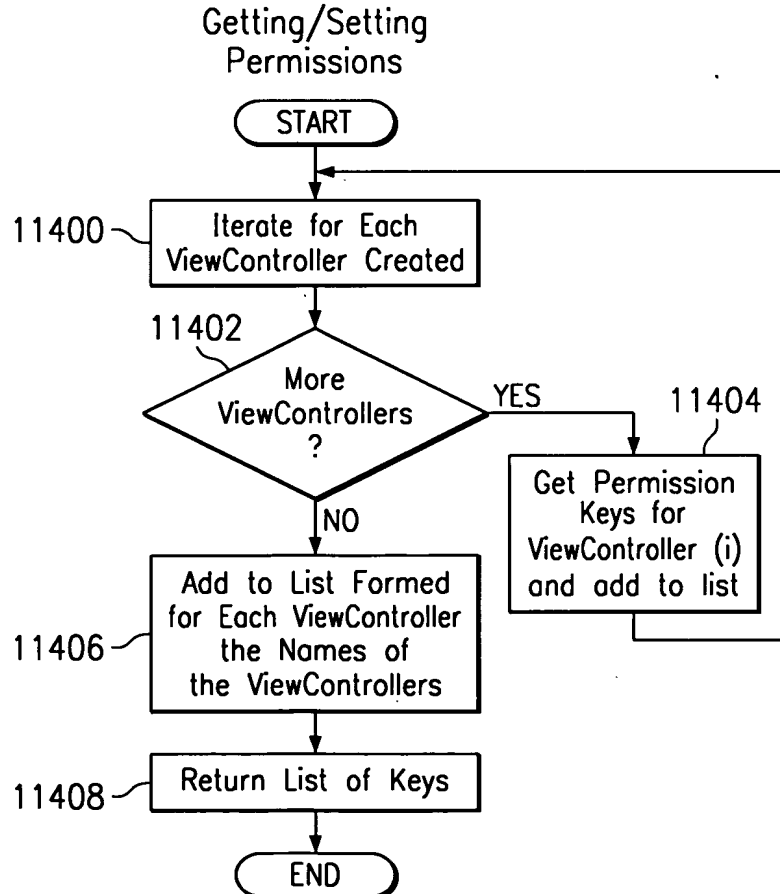 Getting/Setting
Permissions
START
11400
Iterate for Each
ViewController Created
11402
More
ViewControllers
?
YES
11404
Get Permission
Keys for
ViewController (i)
and add to list
NO
11406
Add to List Formed
for Each ViewController
the Names of
the ViewControllers
11408
Return List of Keys
END